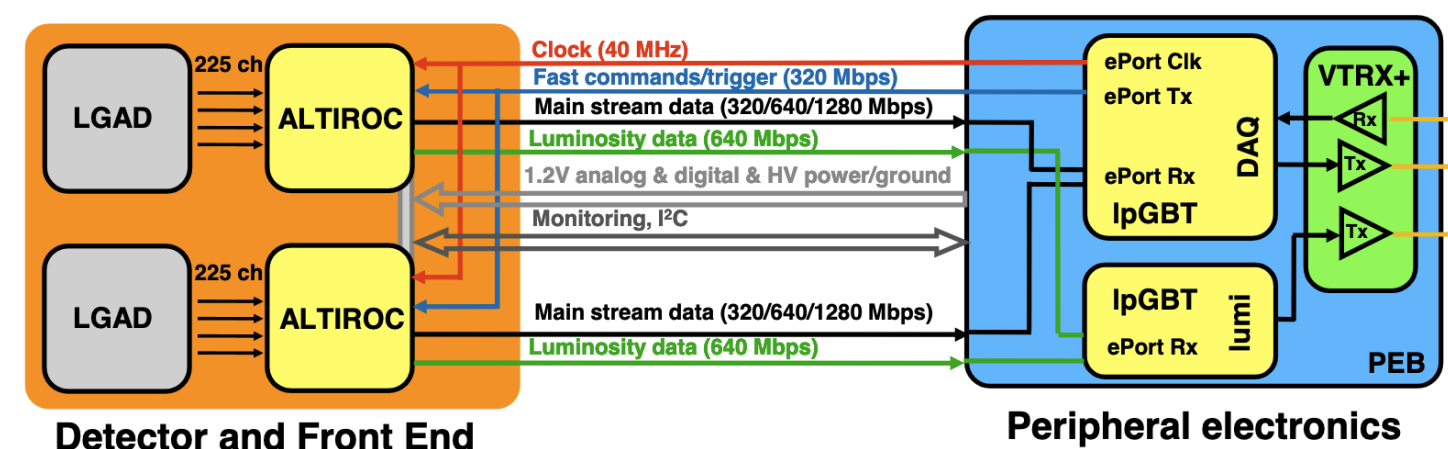 LGAD
225 ch
ALTIROC
Clock (40 MHz)
Fast commands/trigger (320 Mbps)
Main stream data (320/640/1280 Mbps)
Luminosity data (640 Mbps)
1.2V analog & digital & HV power/ground
Monitoring, I²C
LGAD
225 ch
ALTIROC
Main stream data (320/640/1280 Mbps)
Luminosity data (640 Mbps)
ePort Clk
ePort Tx
ePort Rx
lpGBT
DAQ
VTRX+
Rx
Tx
Tx
lpGBT
ePort Rx
lumi
PEB
Detector and Front End
Peripheral electronics